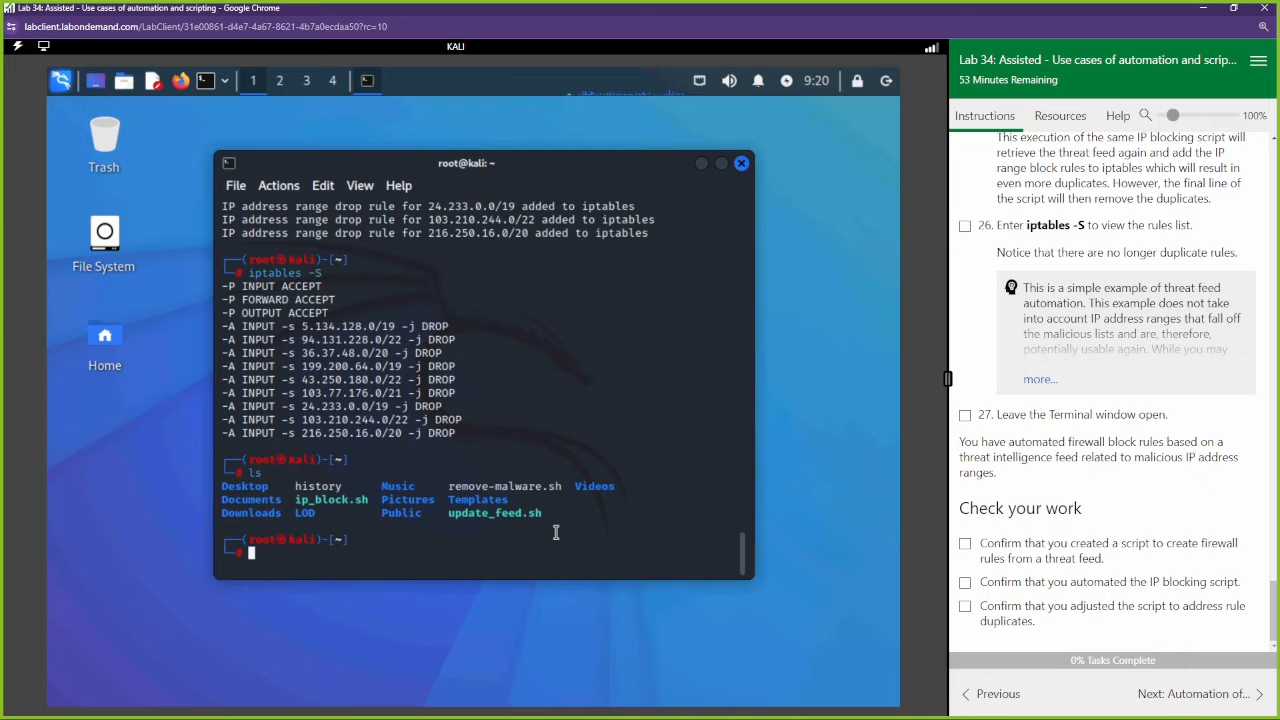 Lab 34: Assisted - Use cases of automation and scripting - Google Chrome
labclient.labondemand.com/LabClient/31e00861-d4e7-4a67-8621-4b7a0ecdaa50?rc=10
KALI
1 2 3 4
9:20
Trash
File System
Home
root@kali: ~
File Actions Edit View Help
IP address range drop rule for 24.233.0.0/19 added to iptables
IP address range drop rule for 103.210.244.0/22 added to iptables
IP address range drop rule for 216.250.16.0/20 added to iptables
┌──(root㉿kali)-[~]
└─# iptables -S
-P INPUT ACCEPT
-P FORWARD ACCEPT
-P OUTPUT ACCEPT
-A INPUT -s 5.134.128.0/19 -j DROP
-A INPUT -s 94.131.228.0/22 -j DROP
-A INPUT -s 36.37.48.0/20 -j DROP
-A INPUT -s 199.200.64.0/19 -j DROP
-A INPUT -s 43.250.180.0/22 -j DROP
-A INPUT -s 103.77.176.0/21 -j DROP
-A INPUT -s 24.233.0.0/19 -j DROP
-A INPUT -s 103.210.244.0/22 -j DROP
-A INPUT -s 216.250.16.0/20 -j DROP
┌──(root㉿kali)-[~]
└─# ls
Desktop history Music remove-malware.sh Videos
Documents ip_block.sh Pictures Templates
Downloads LOD Public update_feed.sh
┌──(root㉿kali)-[~]
└─#
Lab 34: Assisted - Use cases of automation and scrip...
53 Minutes Remaining
Instructions Resources Help 100%
This execution of the same IP blocking script will
retrieve the threat feed again and add the IP
range block rules to iptables which will result in
even more duplicates. However, the final line of
the script will then remove the duplicates.
26. Enter iptables -S to view the rules list.
Notice that there are no longer duplicate rules.
This is a simple example of threat feed
automation. This example does not take
into account IP address ranges that fall off
the malicious lists and are, therefore,
potentially usable again. While you may
more...
27. Leave the Terminal window open.
You have automated firewall block rules based on a
threat intelligence feed related to malicious IP address
ranges.
Check your work
Confirm that you created a script to create firewall
rules from a threat feed.
Confirm that you automated the IP blocking script.
Confirm that you adjusted the script to address rule
duplicates.
0% Tasks Complete
Previous Next: Automation of...